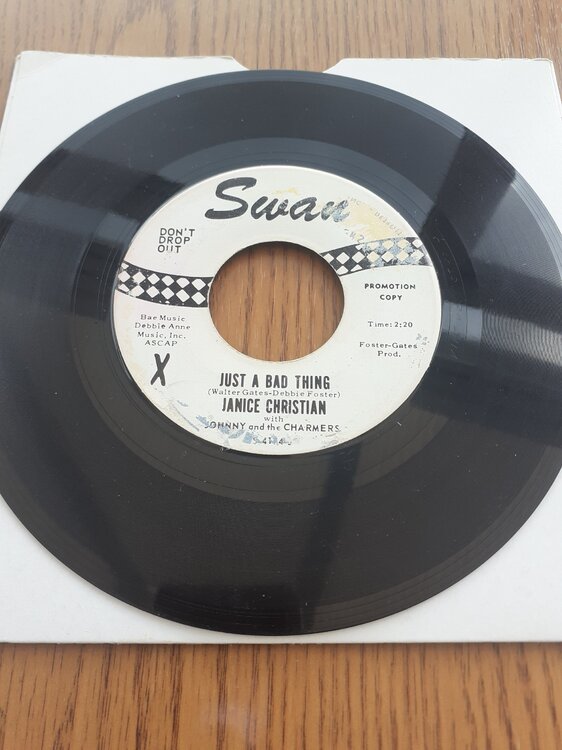 Swan
DON'T
DROP
OUT
PROMOTION
COPY
Bae Music
Debbie Anne
Music, Inc.
ASCAP
Time: 2:20
Foster-Gates
Prod.
X
JUST A BAD THING
(Walter Gates-Debbie Foster)
JANICE CHRISTIAN
with
JOHNNY and the CHARMERS